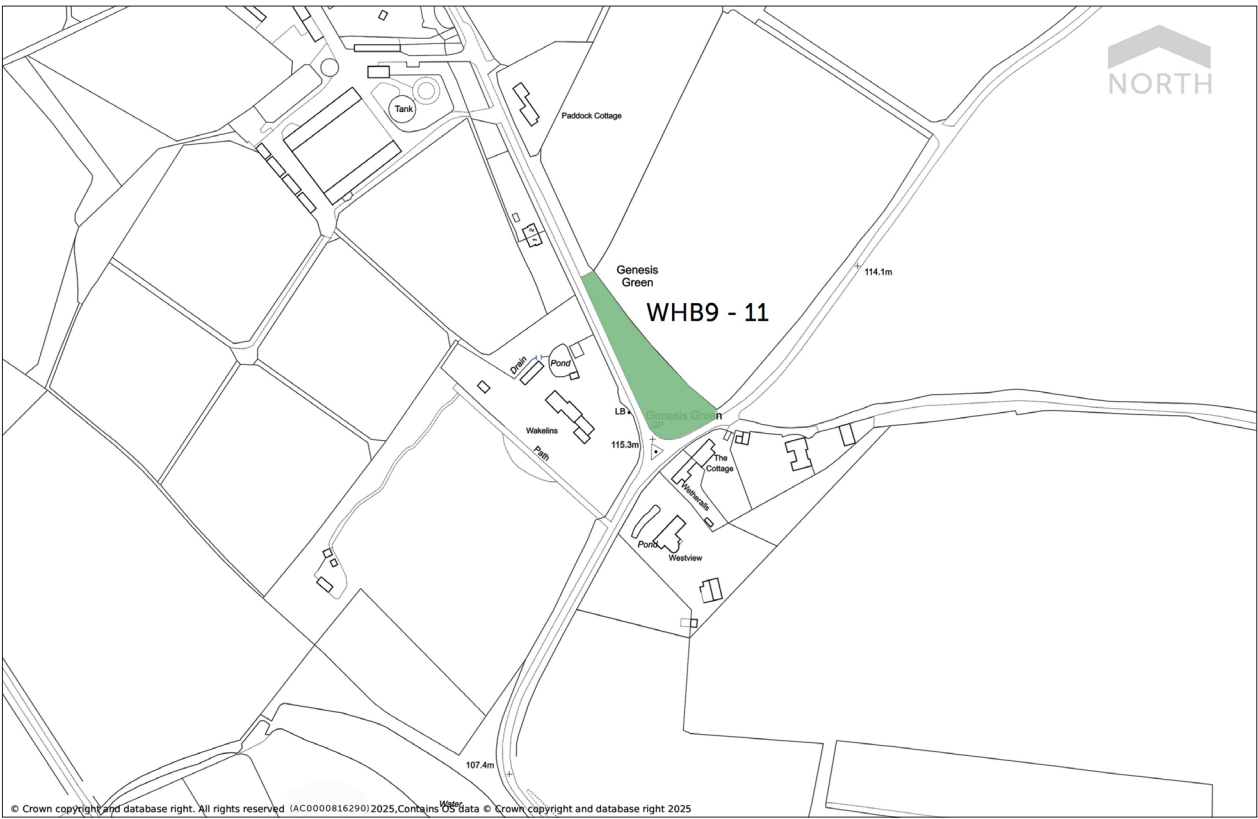 NORTH
Tank
Paddock Cottage
2
1
114.1m
Genesis
Green
WHB9 - 11
Drain
Pond
LB
Genesis Green
GP
Wakelins
115.3m
Path
The
Cottage
Wetheralls
Pond
Westview
107.4m
Water
© Crown copyright and database right. All rights reserved (AC0000816290) 2025,Contains OS data © Crown copyright and database right 2025